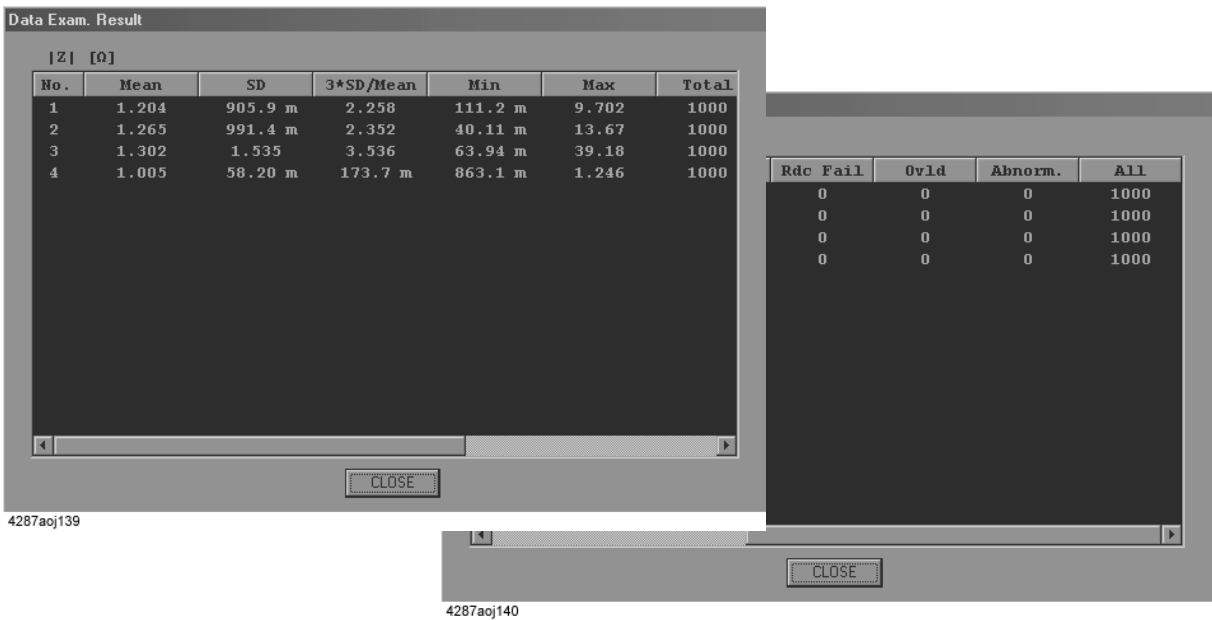 Data Exam. Result
|Z| [Ω]
No. Mean SD 3*SD/Mean Min Max Total
1 1.204 905.9 m 2.258 111.2 m 9.702 1000
2 1.265 991.4 m 2.352 40.11 m 13.67 1000
3 1.302 1.535 3.536 63.94 m 39.18 1000
4 1.005 58.20 m 173.7 m 863.1 m 1.246 1000
CLOSE
4287aoj139
Rdc Fail Ovld Abnorm. All
0 0 0 1000
0 0 0 1000
0 0 0 1000
0 0 0 1000
CLOSE
4287aoj140